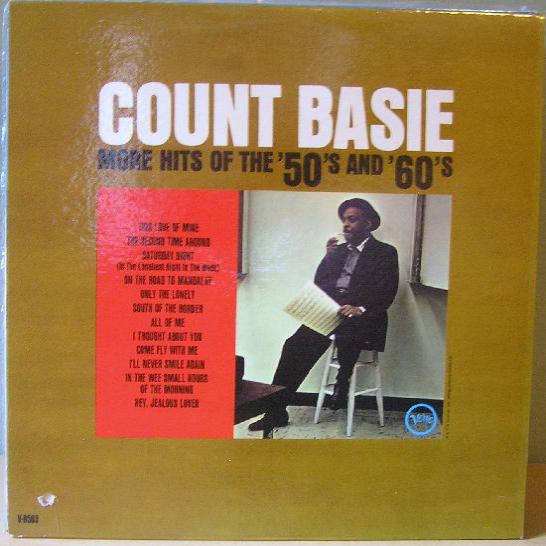 COUNT BASIE
MORE HITS OF THE '50'S AND '60'S
THIS LOVE OF MINE
THE SECOND TIME AROUND
SATURDAY NIGHT
(Is The Loneliest Night In The Week)
ON THE ROAD TO MANDALAY
ONLY THE LONELY
SOUTH OF THE BORDER
ALL OF ME
I THOUGHT ABOUT YOU
COME FLY WITH ME
I'LL NEVER SMILE AGAIN
IN THE WEE SMALL HOURS
OF THE MORNING
HEY, JEALOUS LOVER
Verve
V-8563